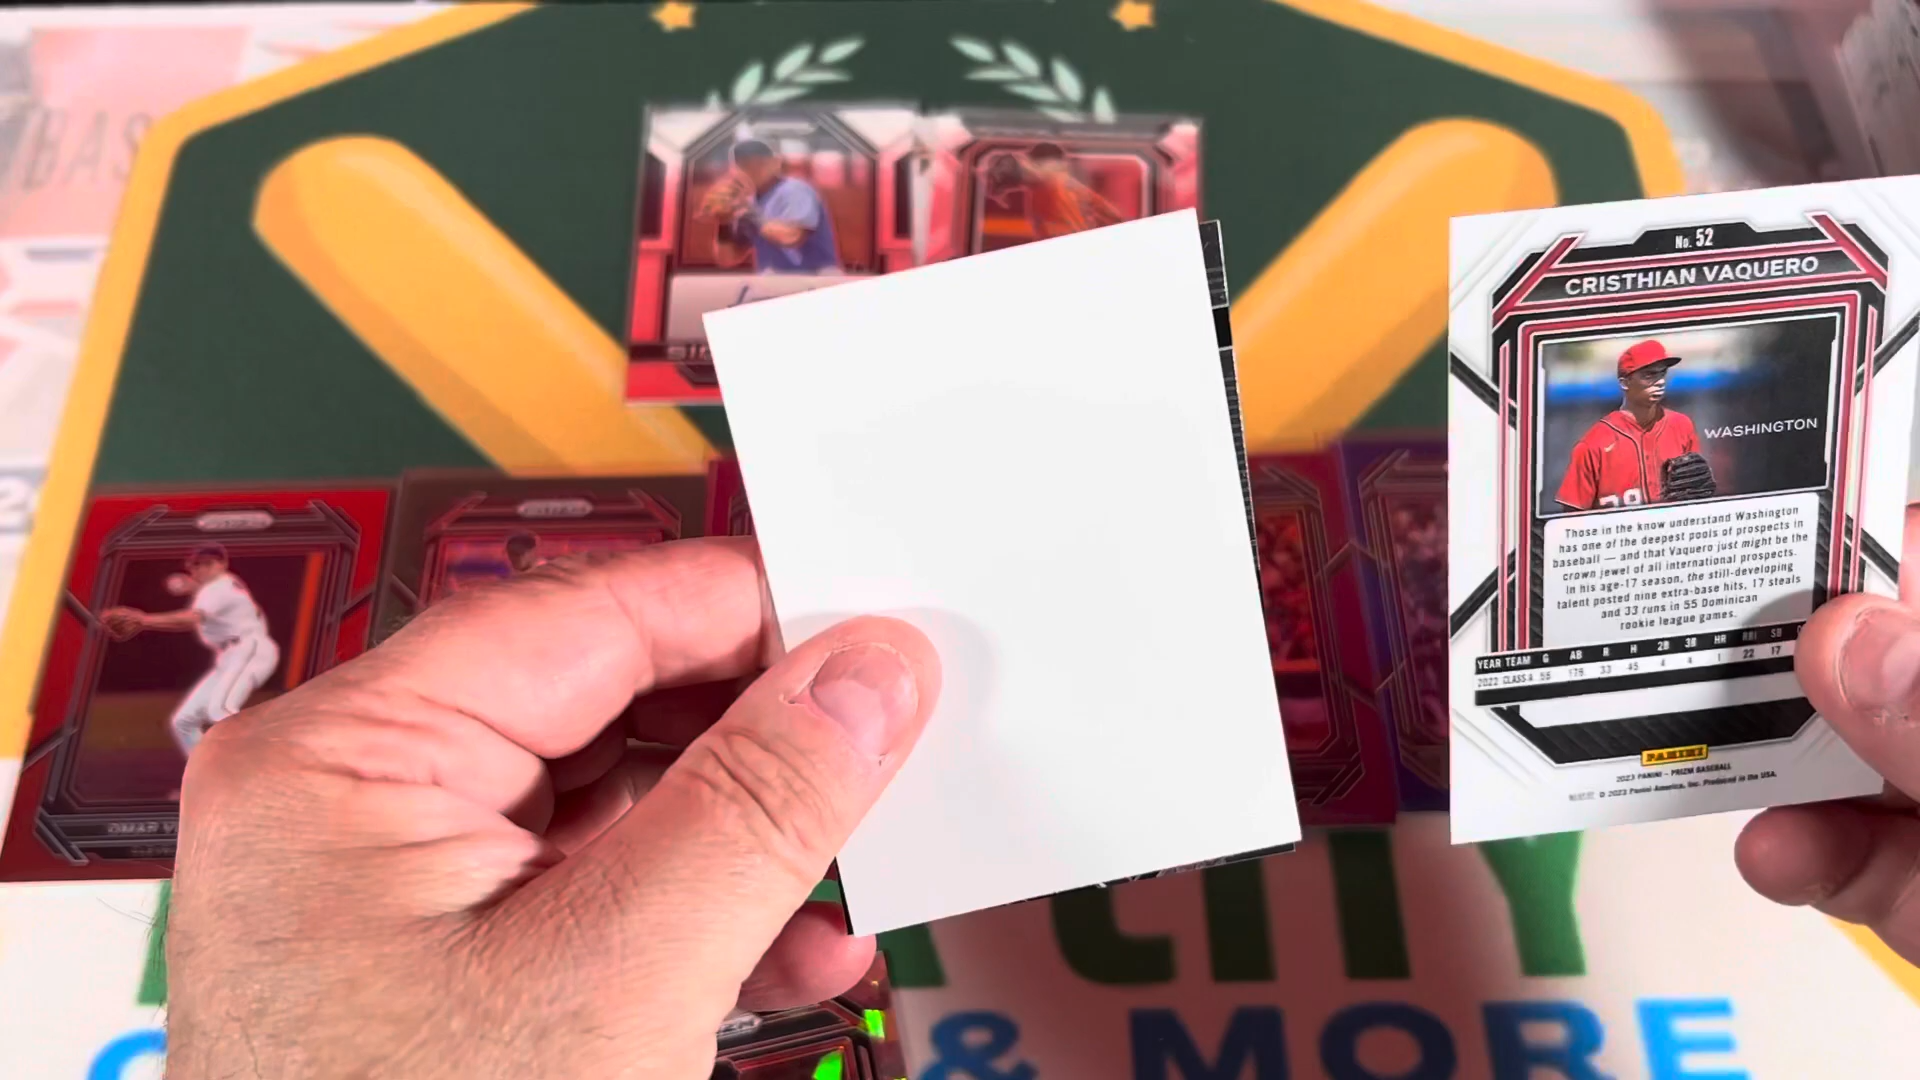 No. 52
CRISTHIAN VAQUERO
WASHINGTON
Those in the know understand Washington
has one of the deepest pools of prospects in
baseball — and that Vaquero just might be the
crown jewel of all international prospects.
In his age-17 season, the still-developing
talent posted nine extra-base hits, 17 steals
and 33 runs in 55 Dominican
rookie league games.
YEAR TEAM G AB R H 2B 3B HR RBI SB
2022 CLASS A 55 176 33 45 4 4 1 22 17
PANINI
2023 PANINI – PRIZM BASEBALL
© 2023 Panini America, Inc. Produced in the USA.
BAS
OMAR VI
& MORE